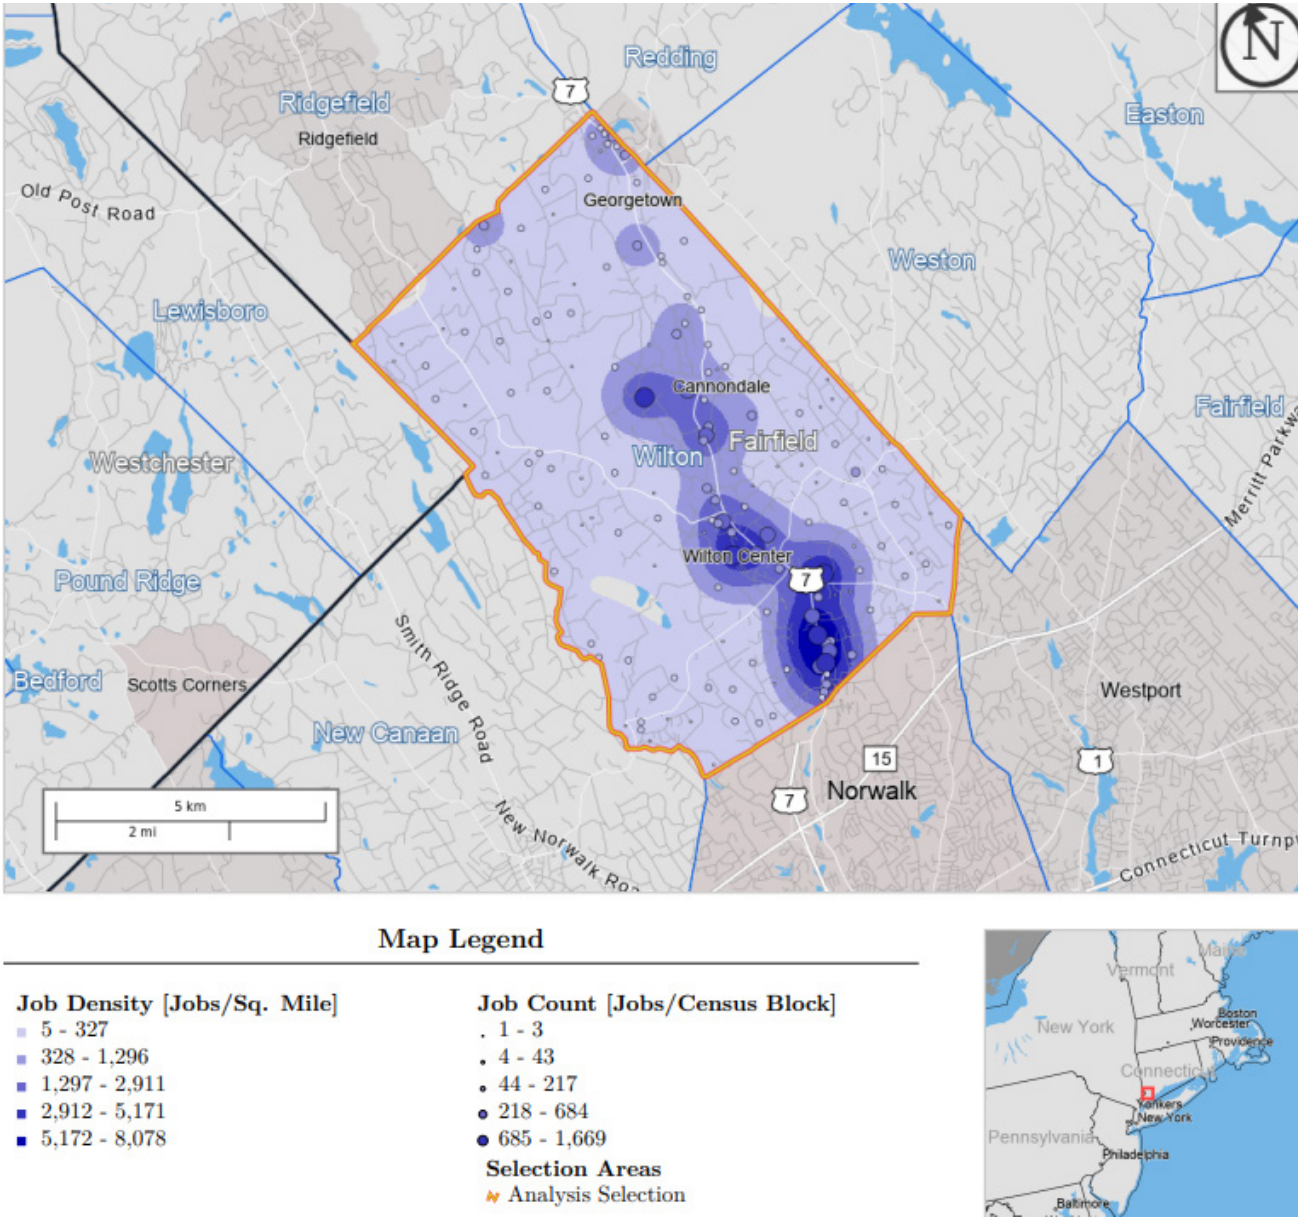 N
Redding
7
Ridgefield
Ridgefield
Easton
Old Post Road
Georgetown
Weston
Lewisboro
Cannondale
Fairfield
Fairfield
Wilton
Westchester
Merritt Parkw
Wilton Center
7
Pound Ridge
Smith Ridge Road
Bedford
Scotts Corners
Westport
New Canaan
15
1
Norwalk
7
5 km
2 mi
New Norwalk Roa
Connecticut Turnp
Map Legend
Job Density [Jobs/Sq. Mile]
5 - 327
328 - 1,296
1,297 - 2,911
2,912 - 5,171
5,172 - 8,078
Job Count [Jobs/Census Block]
1 - 3
4 - 43
44 - 217
218 - 684
685 - 1,669
Selection Areas
Analysis Selection
Maine
Vermont
Boston
New York
Worcester
Providence
Connecticut
Yonkers
New York
Pennsylvania
Philadelphia
Baltimore